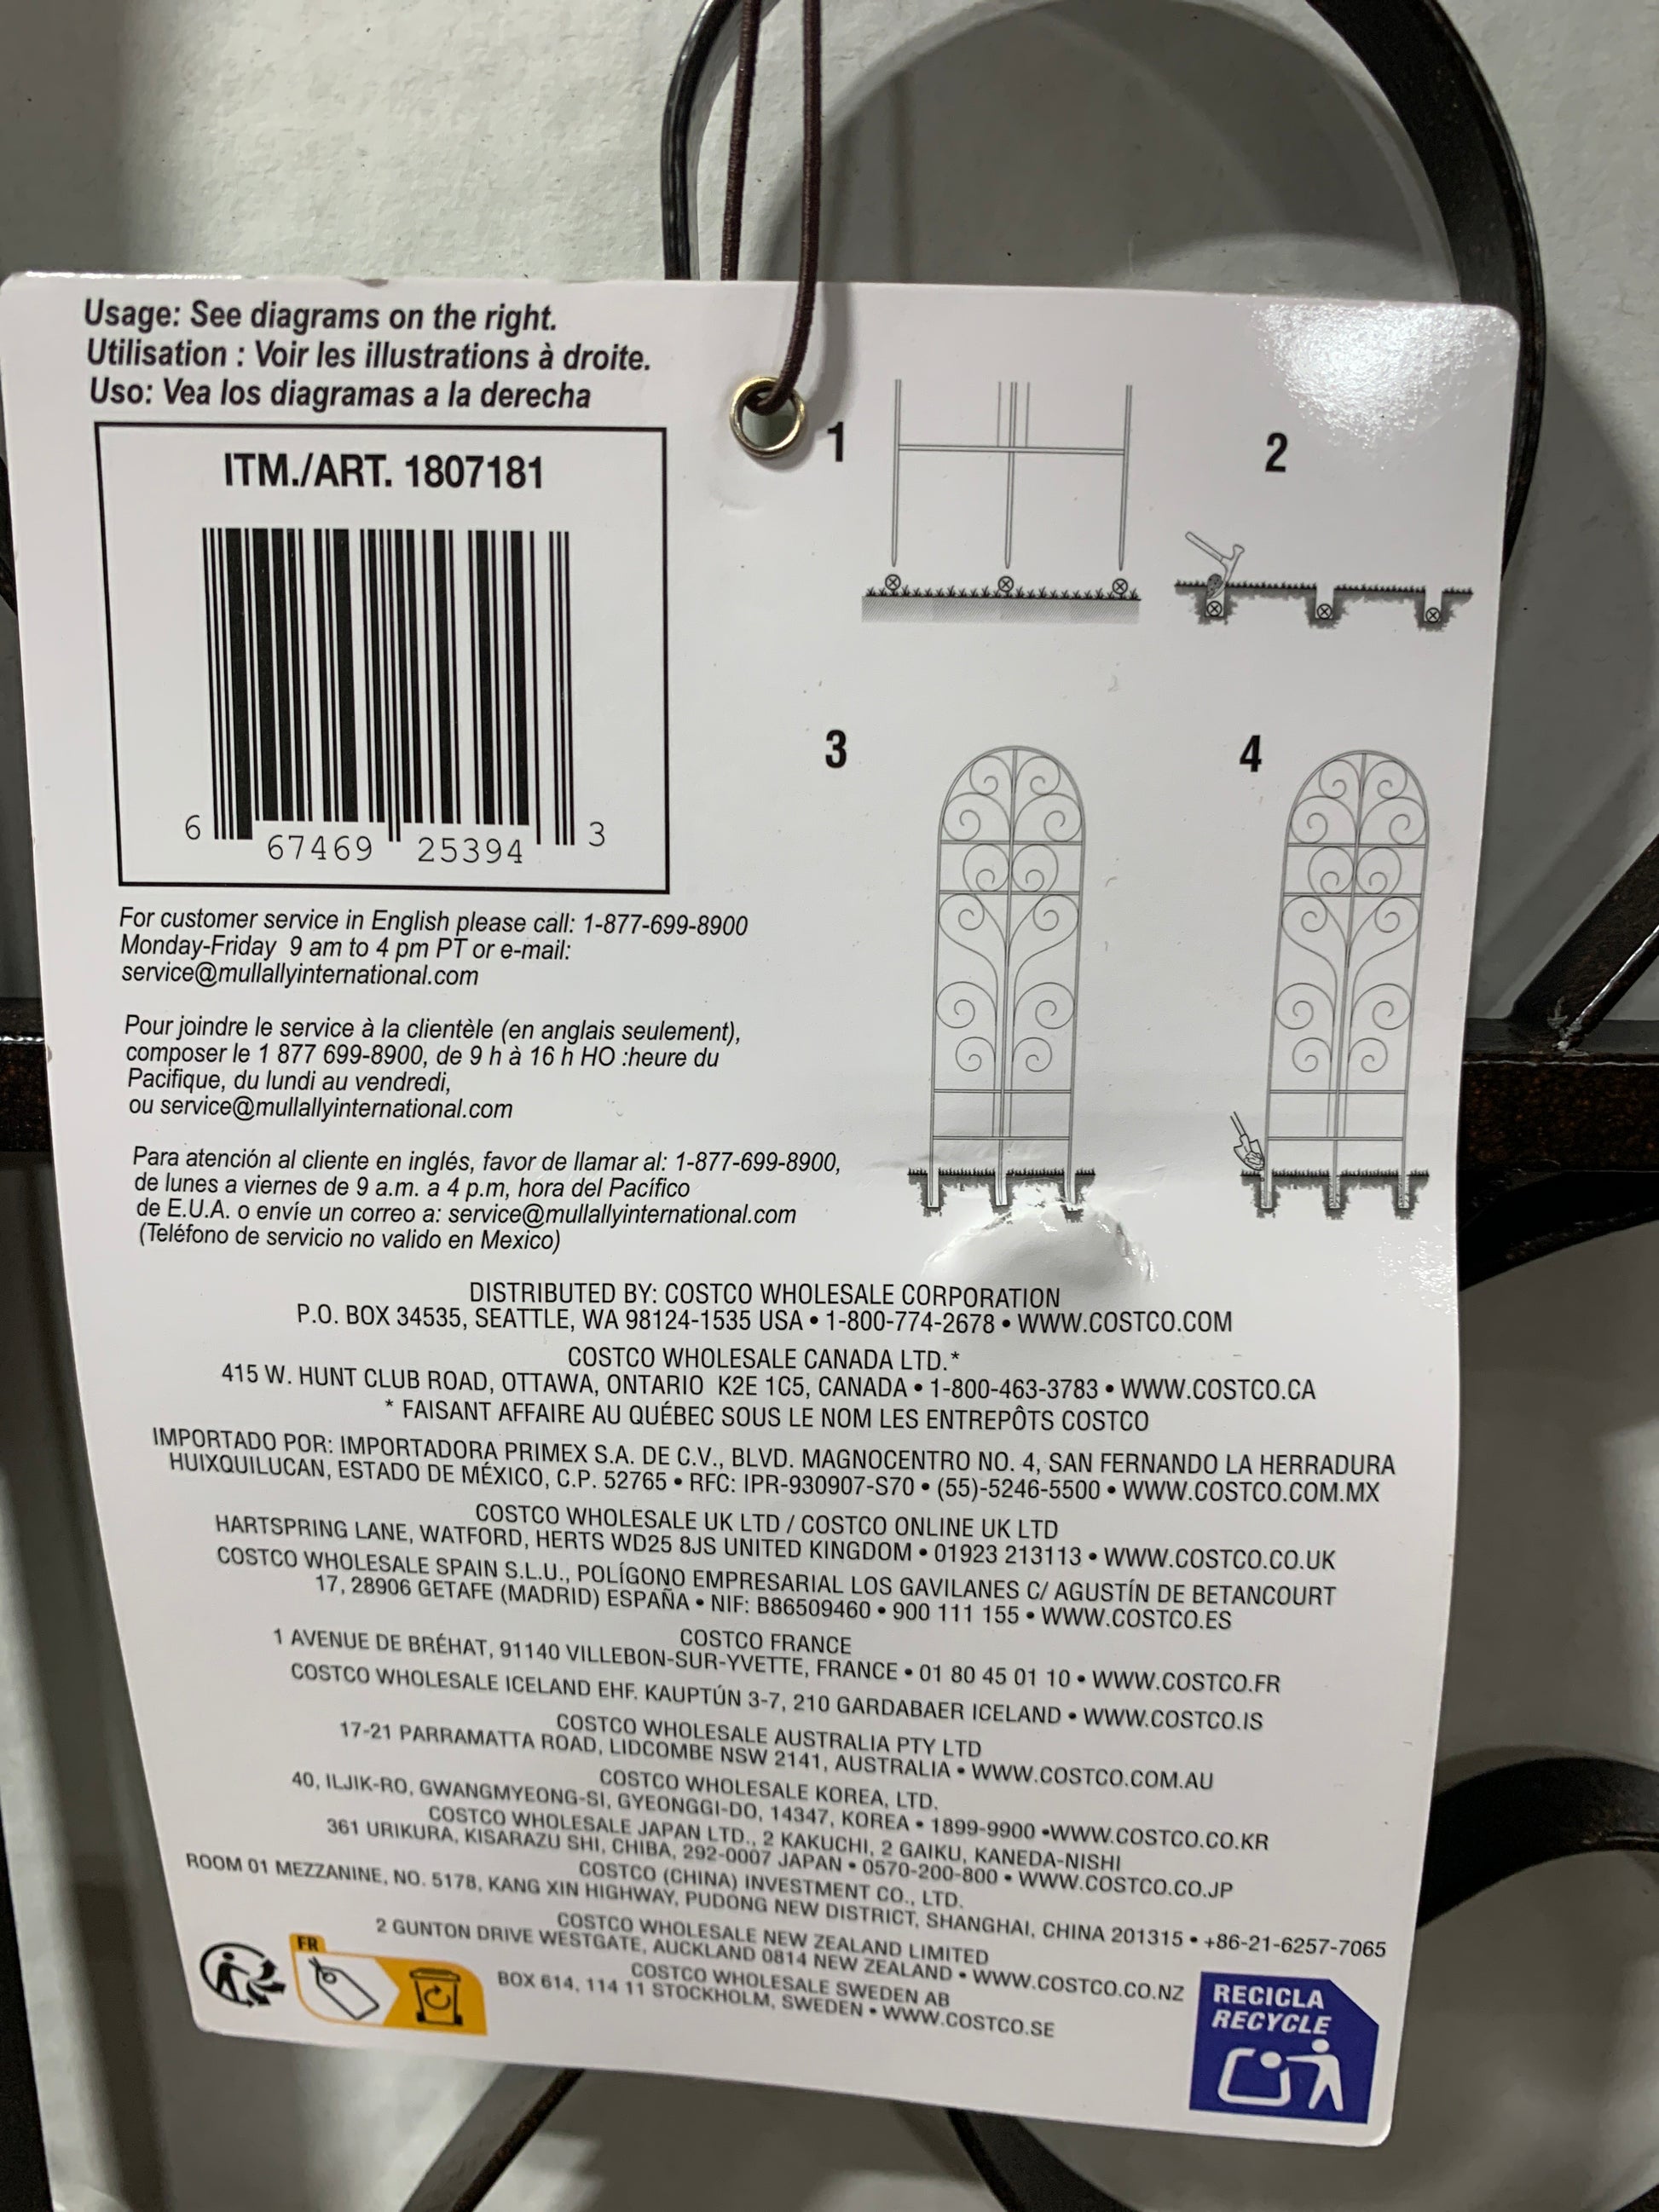 Usage: See diagrams on the right.
Utilisation : Voir les illustrations à droite.
Uso: Vea los diagramas a la derecha
ITM./ART. 1807181
6 67469 25394 3
1
2
3
4
For customer service in English please call: 1-877-699-8900
Monday-Friday 9 am to 4 pm PT or e-mail:
service@mullallyinternational.com
Pour joindre le service à la clientèle (en anglais seulement),
composer le 1 877 699-8900, de 9 h à 16 h HO :heure du
Pacifique, du lundi au vendredi,
ou service@mullallyinternational.com
Para atención al cliente en inglés, favor de llamar al: 1-877-699-8900,
de lunes a viernes de 9 a.m. a 4 p.m, hora del Pacífico
de E.U.A. o envíe un correo a: service@mullallyinternational.com
(Teléfono de servicio no valido en Mexico)
DISTRIBUTED BY: COSTCO WHOLESALE CORPORATION
P.O. BOX 34535, SEATTLE, WA 98124-1535 USA • 1-800-774-2678 • WWW.COSTCO.COM
COSTCO WHOLESALE CANADA LTD.*
415 W. HUNT CLUB ROAD, OTTAWA, ONTARIO K2E 1C5, CANADA • 1-800-463-3783 • WWW.COSTCO.CA
* FAISANT AFFAIRE AU QUÉBEC SOUS LE NOM LES ENTREPÔTS COSTCO
IMPORTADO POR: IMPORTADORA PRIMEX S.A. DE C.V., BLVD. MAGNOCENTRO NO. 4, SAN FERNANDO LA HERRADURA
HUIXQUILUCAN, ESTADO DE MÉXICO, C.P. 52765 • RFC: IPR-930907-S70 • (55)-5246-5500 • WWW.COSTCO.COM.MX
COSTCO WHOLESALE UK LTD / COSTCO ONLINE UK LTD
HARTSPRING LANE, WATFORD, HERTS WD25 8JS UNITED KINGDOM • 01923 213113 • WWW.COSTCO.CO.UK
COSTCO WHOLESALE SPAIN S.L.U., POLÍGONO EMPRESARIAL LOS GAVILANES C/ AGUSTÍN DE BETANCOURT
17, 28906 GETAFE (MADRID) ESPAÑA • NIF: B86509460 • 900 111 155 • WWW.COSTCO.ES
COSTCO FRANCE
1 AVENUE DE BRÉHAT, 91140 VILLEBON-SUR-YVETTE, FRANCE • 01 80 45 01 10 • WWW.COSTCO.FR
COSTCO WHOLESALE ICELAND EHF. KAUPTÚN 3-7, 210 GARDABAER ICELAND • WWW.COSTCO.IS
COSTCO WHOLESALE AUSTRALIA PTY LTD
17-21 PARRAMATTA ROAD, LIDCOMBE NSW 2141, AUSTRALIA • WWW.COSTCO.COM.AU
COSTCO WHOLESALE KOREA, LTD.
40, ILJIK-RO, GWANGMYEONG-SI, GYEONGGI-DO, 14347, KOREA • 1899-9900 •WWW.COSTCO.CO.KR
COSTCO WHOLESALE JAPAN LTD., 2 KAKUCHI, 2 GAIKU, KANEDA-NISHI
361 URIKURA, KISARAZU SHI, CHIBA, 292-0007 JAPAN • 0570-200-800 • WWW.COSTCO.CO.JP
COSTCO (CHINA) INVESTMENT CO., LTD.
ROOM 01 MEZZANINE, NO. 5178, KANG XIN HIGHWAY, PUDONG NEW DISTRICT, SHANGHAI, CHINA 201315 • +86-21-6257-7065
COSTCO WHOLESALE NEW ZEALAND LIMITED
2 GUNTON DRIVE WESTGATE, AUCKLAND 0814 NEW ZEALAND • WWW.COSTCO.CO.NZ
COSTCO WHOLESALE SWEDEN AB
BOX 614, 114 11 STOCKHOLM, SWEDEN • WWW.COSTCO.SE
FR
RECICLA
RECYCLE